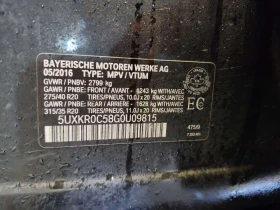 BAYERISCHE MOTOREN WERKE AG
05/2016 TYPE: MPV / VTUM
GVWR / PNBV: 2799 kg
GAWR / PNBE: FRONT / AVANT - 1243 kg WITH/AVEC
275/40 R20 TIRES/PNEUS, 10.0J x 20 RIMS/JANTES
GAWR / PNBE: REAR / ARRIERE - 1628 kg WITH/AVEC
315/35 R20 TIRES/PNEUS, 11.0J x 20 RIMS/JANTES
5UXKR0C58G0U09815
EC